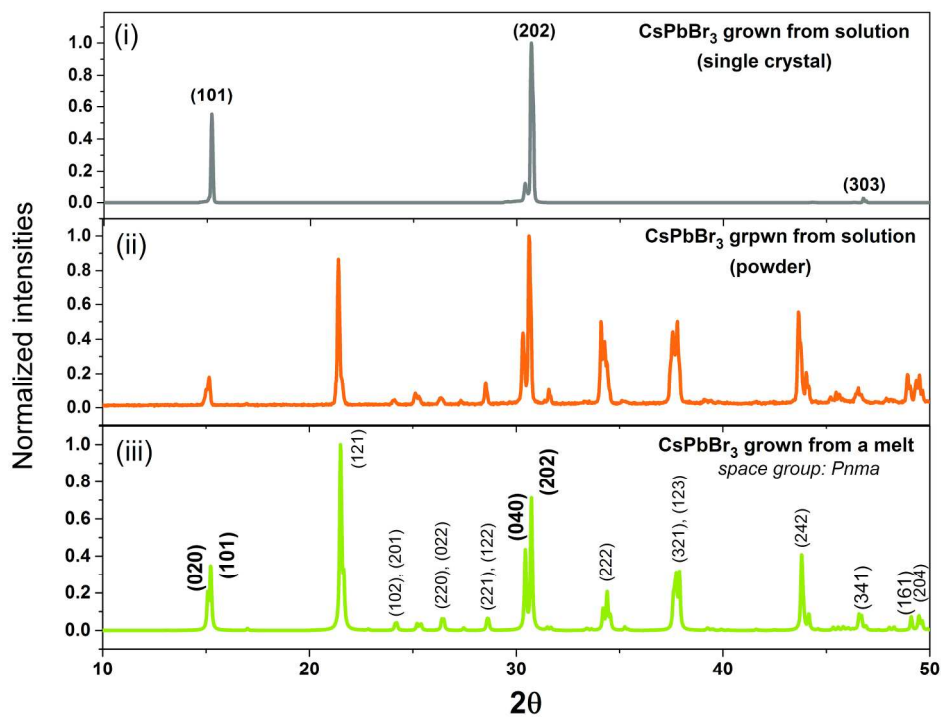 Normalized intensities
(i)
CsPbBr₃ grown from solution
(single crystal)
(101)
(202)
(303)
1.0
0.8
0.6
0.4
0.2
0.0
(ii)
CsPbBr₃ grpwn from solution
(powder)
1.0
0.8
0.6
0.4
0.2
0.0
(iii)
CsPbBr₃ grown from a melt
space group: Pnma
(020)
(101)
(121)
(102), (201)
(220), (022)
(221), (122)
(040)
(202)
(222)
(321), (123)
(242)
(341)
(161)
(204)
1.0
0.8
0.6
0.4
0.2
0.0
10 20 30 40 50
2θ